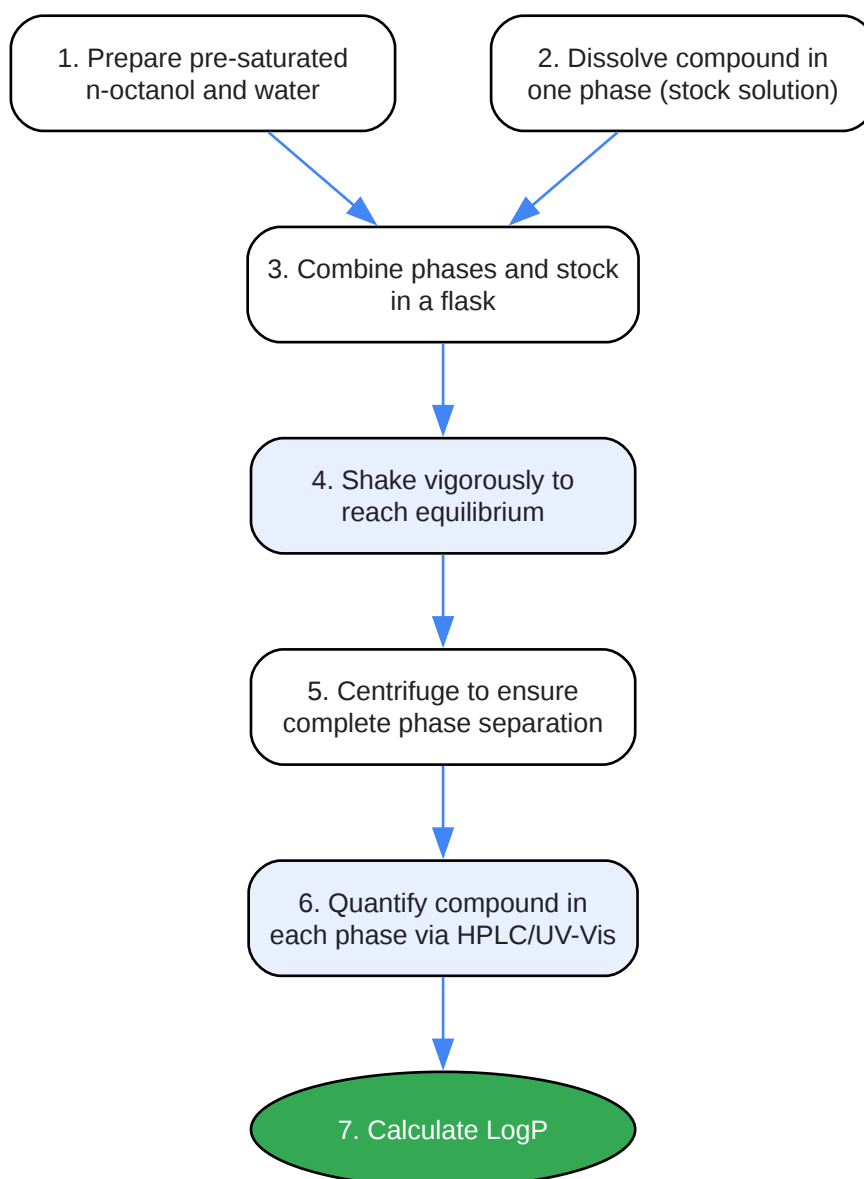 1. Prepare pre-saturated
n-octanol and water
2. Dissolve compound in
one phase (stock solution)
3. Combine phases and stock
in a flask
4. Shake vigorously to
reach equilibrium
5. Centrifuge to ensure
complete phase separation
6. Quantify compound in
each phase via HPLC/UV-Vis
7. Calculate LogP